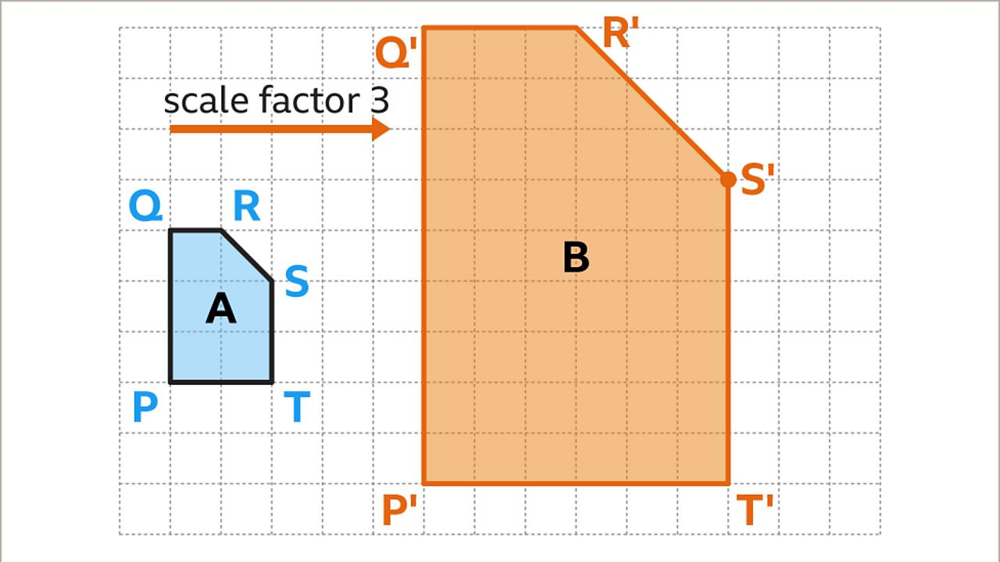 Q' R'
scale factor 3
S'
Q R
B
S
A
P T
P' T'